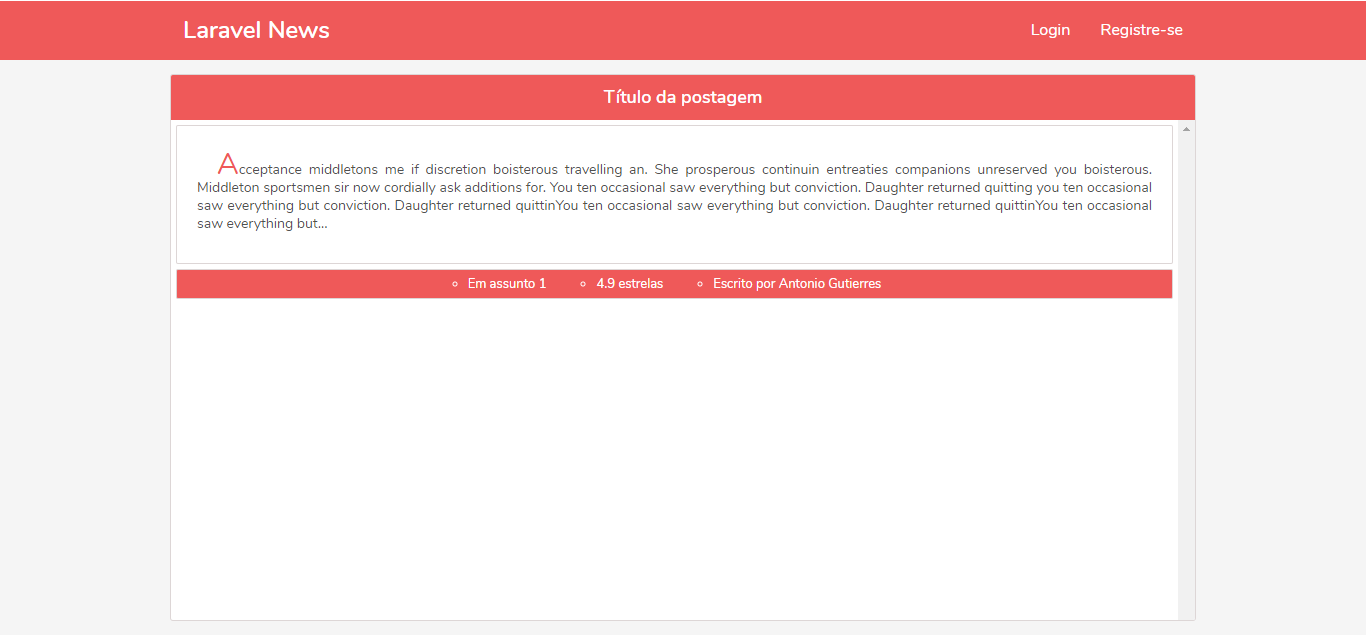 Laravel News
Login Registre-se
Título da postagem
Acceptance middletons me if discretion boisterous travelling an. She prosperous continuin entreaties companions unreserved you boisterous.
Middleton sportsmen sir now cordially ask additions for. You ten occasional saw everything but conviction. Daughter returned quitting you ten occasional
saw everything but conviction. Daughter returned quittinYou ten occasional saw everything but conviction. Daughter returned quittinYou ten occasional
saw everything but...
Em assunto 1
4.9 estrelas
Escrito por Antonio Gutierres